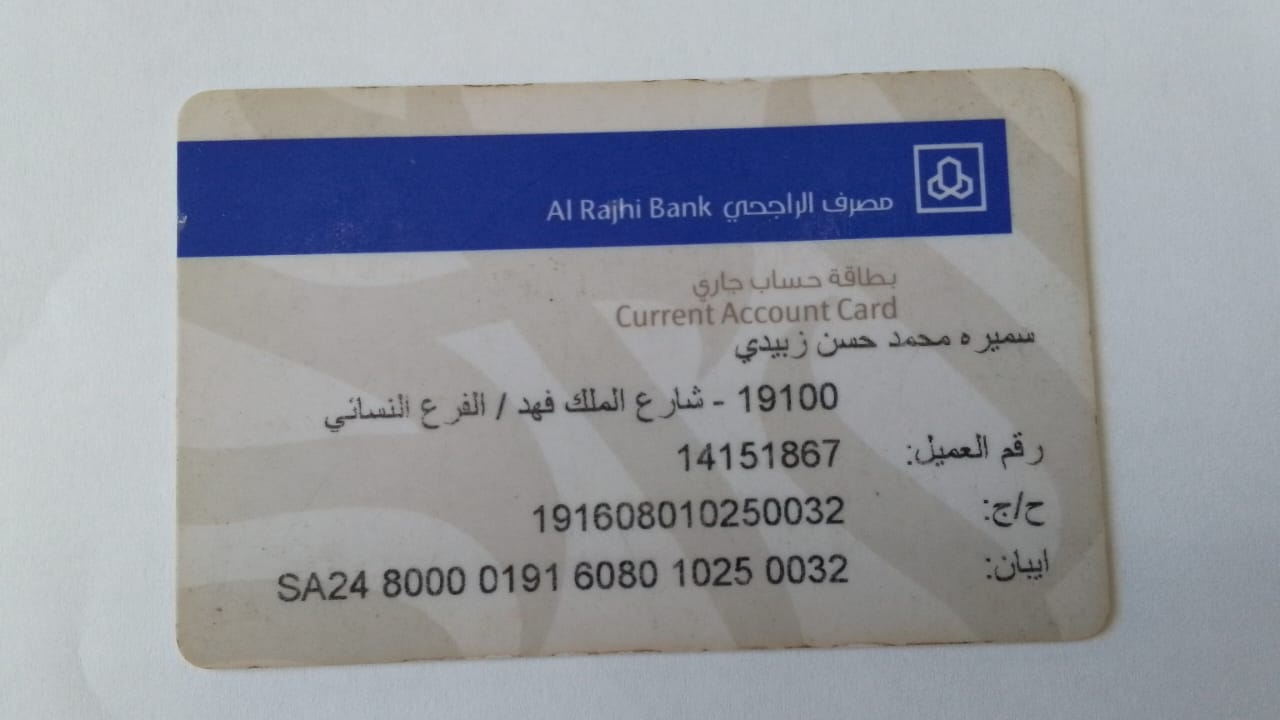 مصرف الراجحي Al Rajhi Bank
بطاقة حساب جاري
Current Account Card
سميره محمد حسن زبيدي
19100 - شارع الملك فهد / الفرع النسائي
رقم العميل: 14151867
ح/ج: 191608010250032
ايبان: SA24 8000 0191 6080 1025 0032